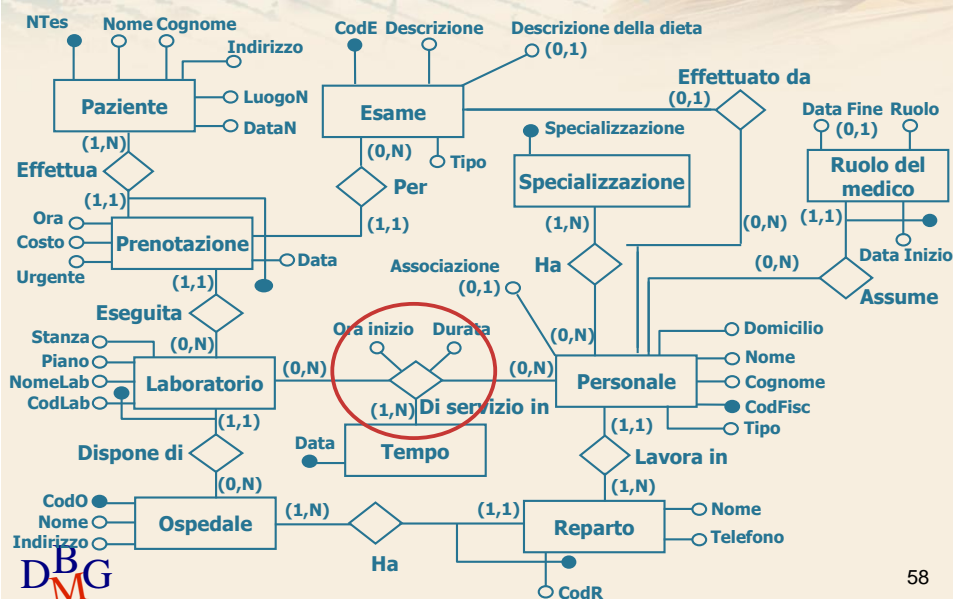 NTes
Nome Cognome
CodE Descrizione
Descrizione della dieta
(0,1)
Indirizzo
Effettuato da
Paziente
LuogoN
DataN
Esame
(0,1)
Data Fine Ruolo
(0,1)
Specializzazione
(1,N)
(0,N)
Tipo
Ruolo del
medico
Effettua
Per
Specializzazione
(1,1)
(1,1)
(1,N)
(0,N)
(1,1)
Ora
Costo
Urgente
Prenotazione
Data
Data Inizio
(1,1)
Associazione
(0,1)
Ha
(0,N)
Assume
Eseguita
Stanza
Ora inizio
Durata
(0,N)
Domicilio
Piano
(0,N)
Nome
NomeLab
Laboratorio
(0,N)
(0,N)
Personale
Cognome
CodLab
CodFisc
(1,1)
(1,N)
Di servizio in
(1,1)
Tipo
Data
Tempo
Dispone di
Lavora in
(0,N)
(1,N)
CodO
Nome
Indirizzo
Ospedale
(1,N)
(1,1)
Reparto
Nome
Telefono
Ha
CodR
DBMG
58